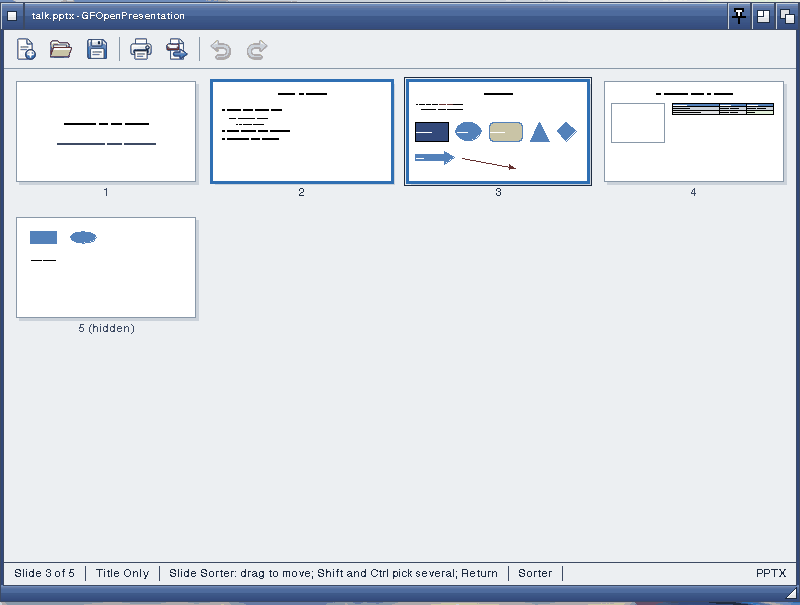 talk.pptx - GFOpenPresentation
1
2
3
4
5 (hidden)
Slide 3 of 5
Title Only
Slide Sorter: drag to move; Shift and Ctrl pick several; Return
Sorter
PPTX